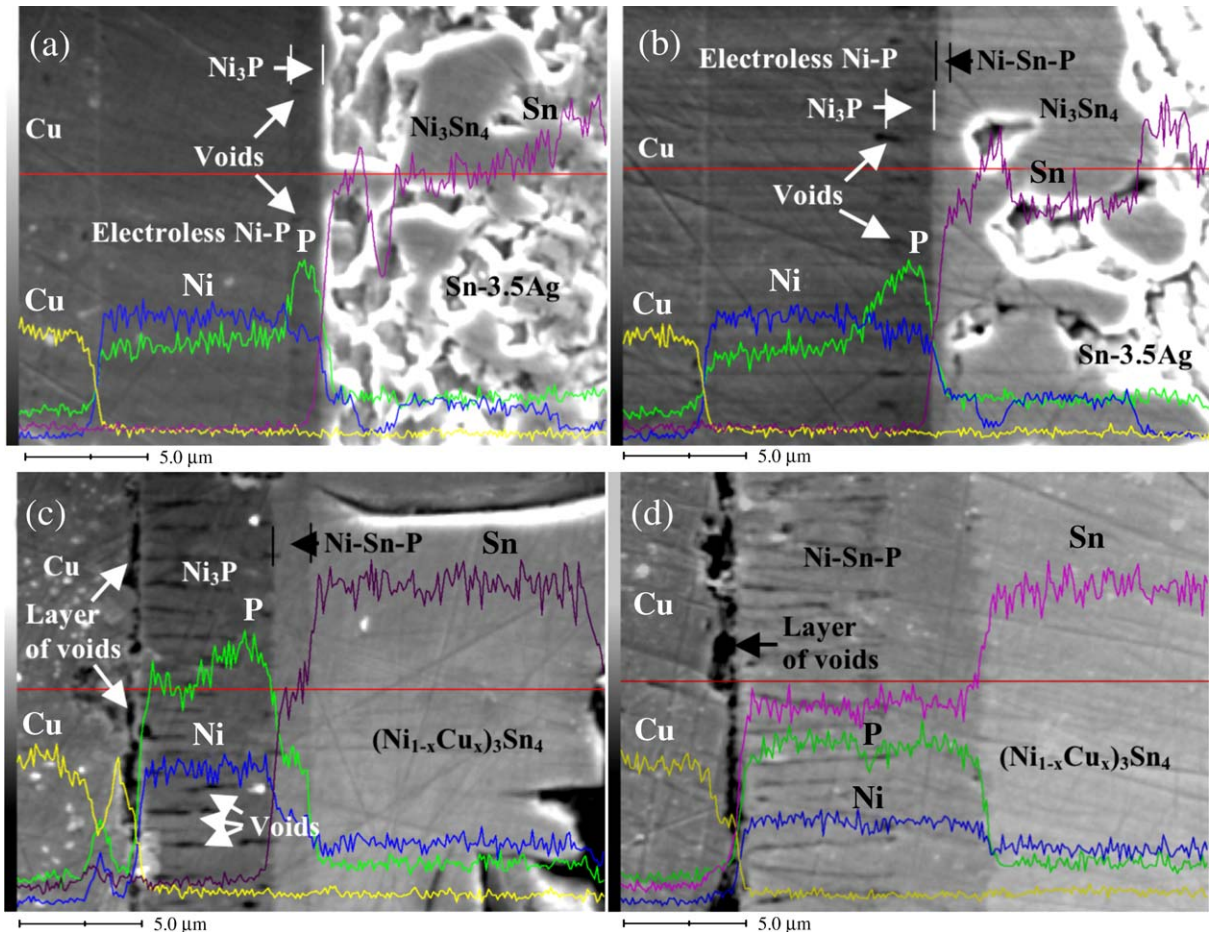 (a)
Ni₃P
Cu
Voids
Ni₃Sn₄
Sn
Electroless Ni-P
P
Ni
Cu
Sn-3.5Ag
5.0 µm
(b)
Electroless Ni-P
Ni-Sn-P
Ni₃P
Ni₃Sn₄
Cu
Voids
Sn
P
Ni
Cu
Sn-3.5Ag
5.0 µm
(c)
Ni-Sn-P
Sn
Cu
Ni₃P
Layer
of voids
P
Cu
Ni
(Ni₁₋ₓCuₓ)₃Sn₄
Voids
5.0 µm
(d)
Ni-Sn-P
Sn
Cu
Layer
of voids
Cu
P
(Ni₁₋ₓCuₓ)₃Sn₄
Ni
5.0 µm